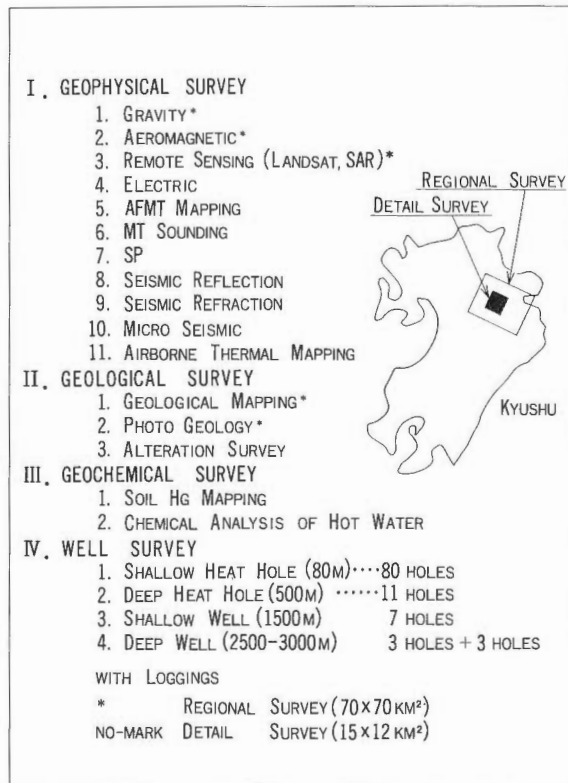 I. GEOPHYSICAL SURVEY
1. GRAVITY*
2. AEROMAGNETIC*
3. REMOTE SENSING (LANDSAT, SAR)*
4. ELECTRIC
5. AFMT MAPPING
6. MT SOUNDING
7. SP
8. SEISMIC REFLECTION
9. SEISMIC REFRACTION
10. MICRO SEISMIC
11. AIRBORNE THERMAL MAPPING
REGIONAL SURVEY
DETAIL SURVEY
KYUSHU
II. GEOLOGICAL SURVEY
1. GEOLOGICAL MAPPING*
2. PHOTO GEOLOGY*
3. ALTERATION SURVEY
III. GEOCHEMICAL SURVEY
1. SOIL HG MAPPING
2. CHEMICAL ANALYSIS OF HOT WATER
IV. WELL SURVEY
1. SHALLOW HEAT HOLE (80M)····80 HOLES
2. DEEP HEAT HOLE (500M) ······11 HOLES
3. SHALLOW WELL (1500M) 7 HOLES
4. DEEP WELL (2500-3000M) 3 HOLES + 3 HOLES
WITH LOGGINGS
* REGIONAL SURVEY (70×70 KM²)
NO-MARK DETAIL SURVEY (15×12 KM²)